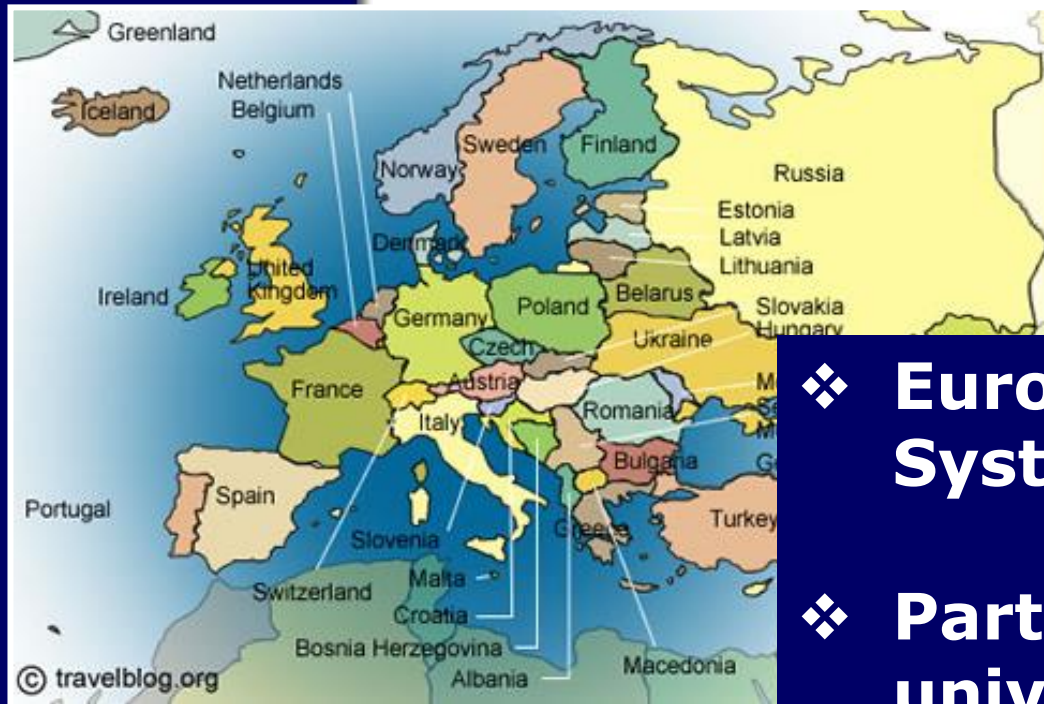 Greenland
Netherlands
Belgium
Iceland
Sweden
Finland
Norway
Russia
Estonia
Latvia
Lithuania
Denmark
United
Kingdom
Ireland
Germany
Poland
Belarus
Slovakia
Hungary
Ukraine
Czech
France
Austria
Italy
Romania
Bulgaria
Portugal
Spain
Greece
Turkey
Slovenia
Malta
Switzerland
Croatia
Bosnia Herzegovina
Albania
Macedonia
© travelblog.org
❖ Euro
Syst
❖ Part
univ